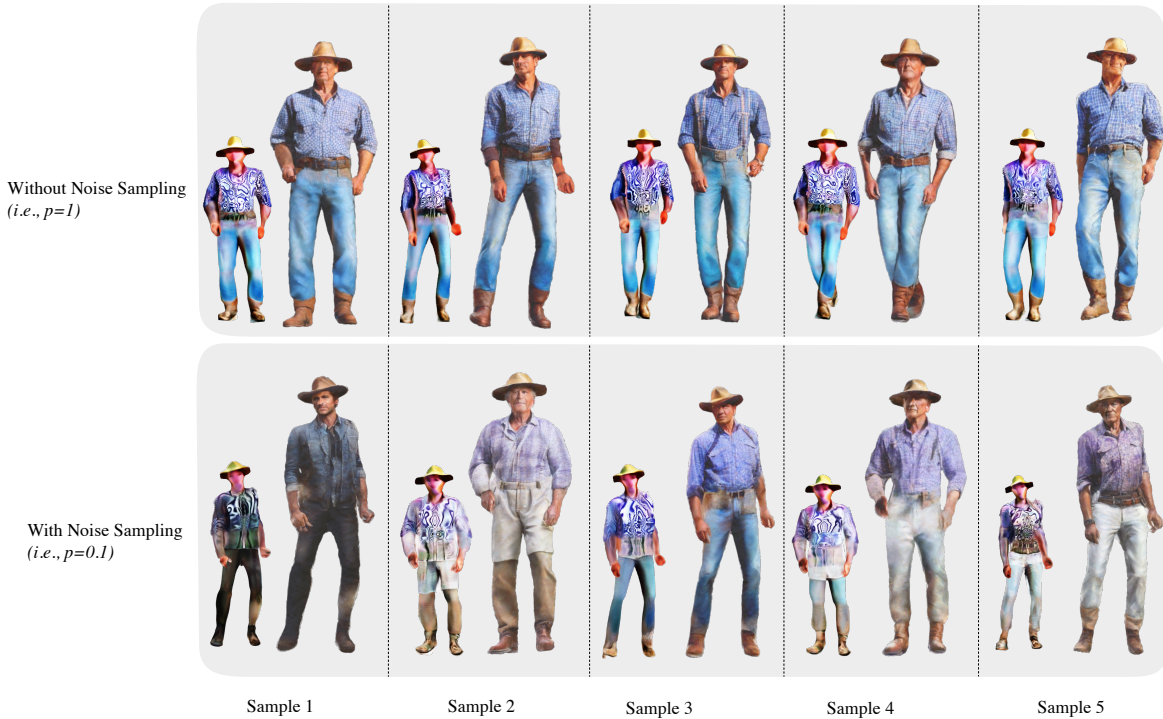 Without Noise Sampling
(i.e., p=1)
With Noise Sampling
(i.e., p=0.1)
Sample 1
Sample 2
Sample 3
Sample 4
Sample 5